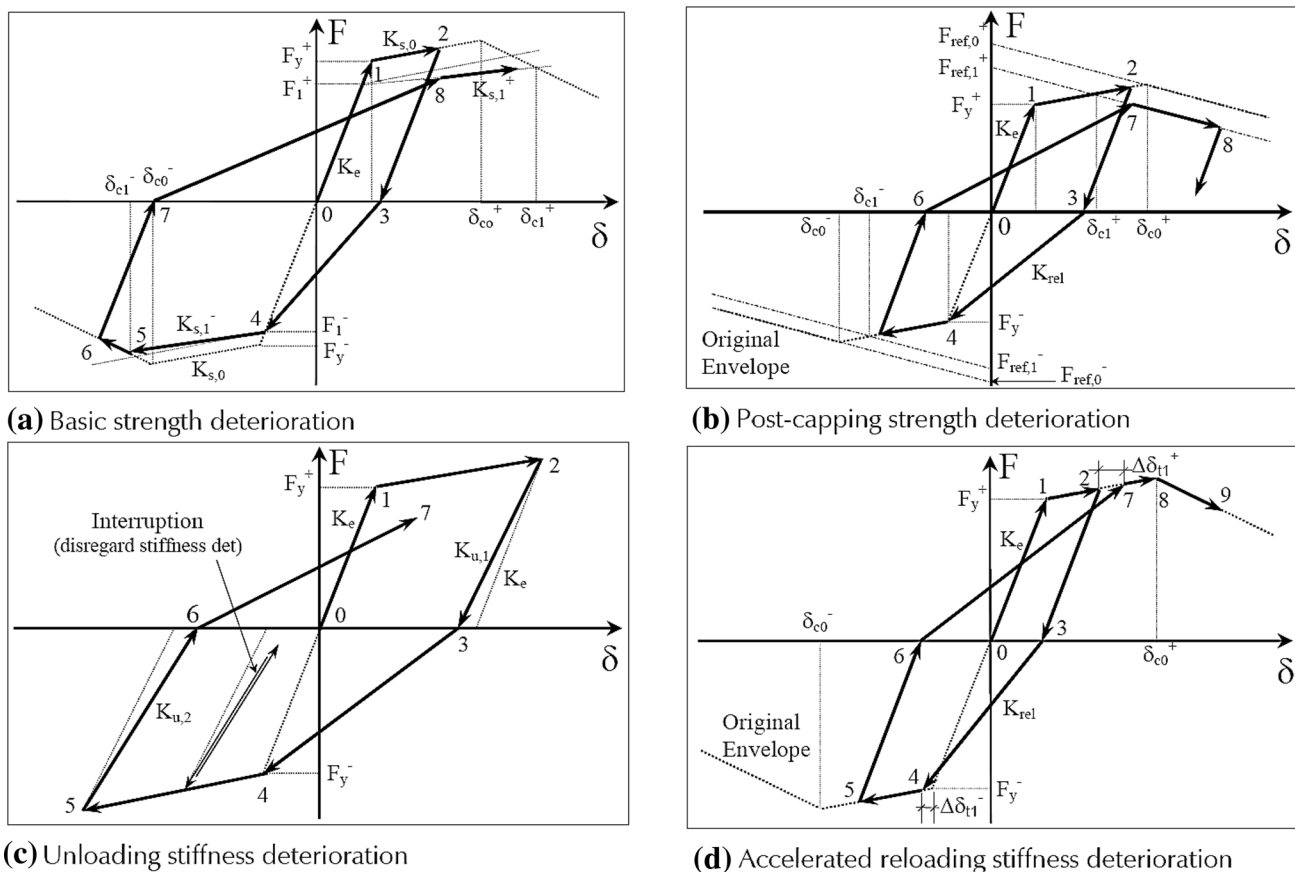 F
K_s,0
2
F_y^+
1
F_1^+
8
K_s,1^+
K_e
δ_c1^-
δ_c0^-
7
0
3
δ_co^+
δ_c1^+
δ
4
F_1^-
K_s,1^-
5
F_y^-
6
K_s,0
(a) Basic strength deterioration
F
F_ref,0^+
F_ref,1^+
2
1
F_y^+
7
K_e
8
δ_c1^-
6
3
δ_c0^-
0
δ_c1^+
δ_c0^+
δ
K_rel
F_y^-
4
Original
Envelope
F_ref,1^-
F_ref,0^-
(b) Post-capping strength deterioration
F
2
F_y^+
1
7
Interruption
(disregard stiffness det)
K_e
K_u,1
K_e
6
0
3
δ
K_u,2
F_y^-
4
5
(c) Unloading stiffness deterioration
F
Δδ_t1^+
F_y^+
1
2
7
8
9
K_e
δ_c0^-
3
6
0
δ_c0^+
δ
K_rel
Original
Envelope
4
5
F_y^-
Δδ_t1^-
(d) Accelerated reloading stiffness deterioration